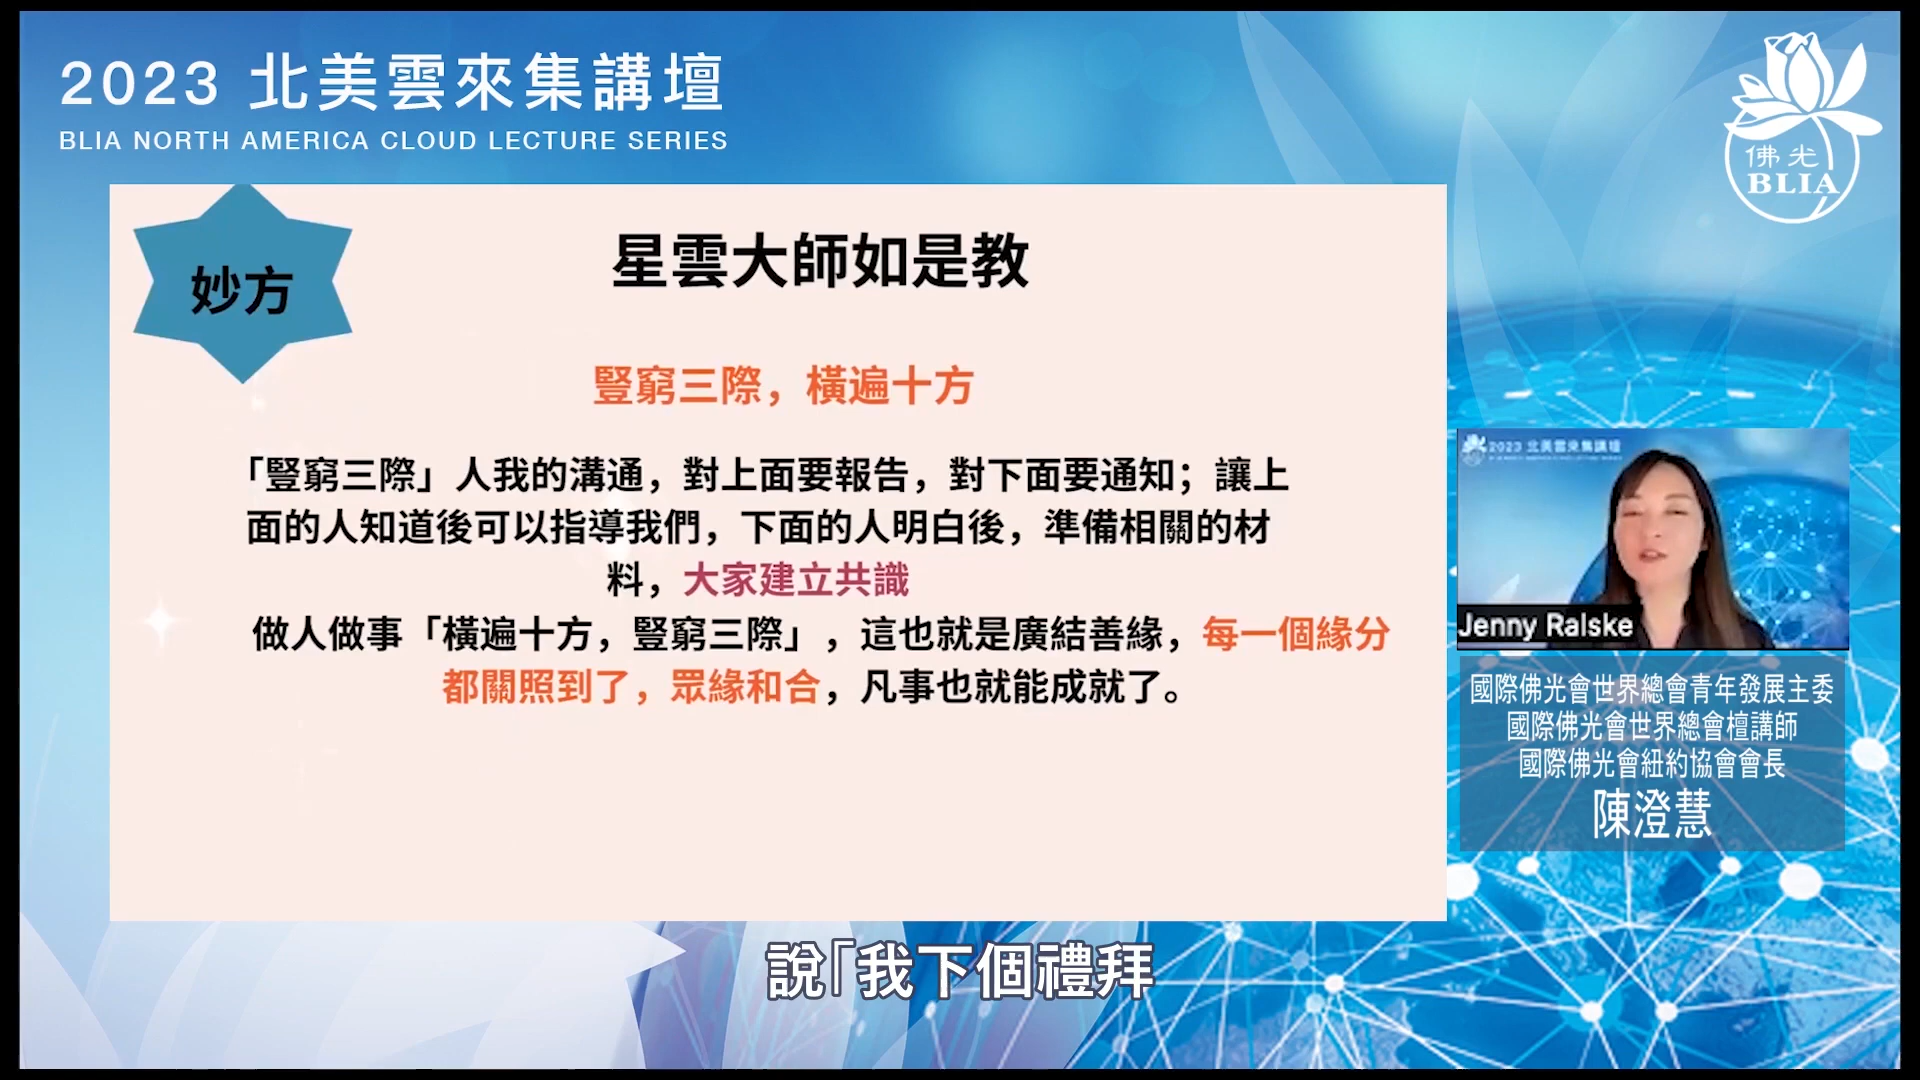 2023 北美雲來集講壇
BLIA NORTH AMERICA CLOUD LECTURE SERIES
佛光
BLIA
妙方
星雲大師如是教
豎窮三際，橫遍十方
「豎窮三際」人我的溝通，對上面要報告，對下面要通知；讓上
面的人知道後可以指導我們，下面的人明白後，準備相關的材
料，大家建立共識
做人做事「橫遍十方，豎窮三際」，這也就是廣結善緣，每一個緣分
都關照到了，眾緣和合，凡事也就能成就了。
2023 北美雲來集講壇
Jenny Ralske
國際佛光會世界總會青年發展主委
國際佛光會世界總會檀講師
國際佛光會紐約協會會長
陳澄慧
說「我下個禮拜